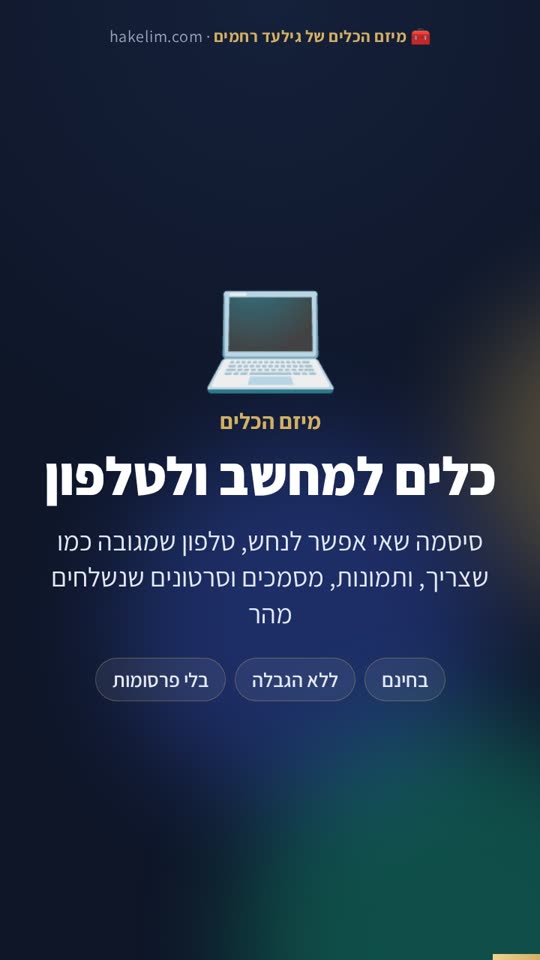 🧰 מיזם הכלים של גילעד רחמים · hakelim.com
מיזם הכלים
כלים למחשב ולטלפון
סיסמה שאי אפשר לנחש, טלפון שמגובה כמו
שצריך, ותמונות, מסמכים וסרטונים שנשלחים
מהר
בחינם
ללא הגבלה
בלי פרסומות